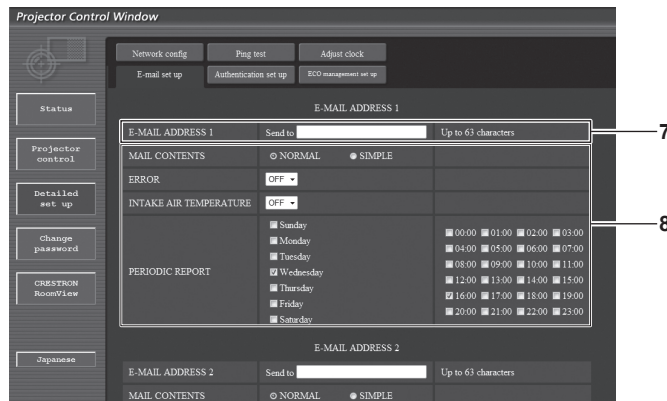 Projector Control Window
Network config Ping test Adjust clock
E-mail set up Authentication set up ECO management set up
Status
Projector control
Detailed set up
Change password
CRESTRON RoomView
Japanese
E-MAIL ADDRESS 1
E-MAIL ADDRESS 1 Send to Up to 63 characters 7
MAIL CONTENTS NORMAL SIMPLE
ERROR OFF
INTAKE AIR TEMPERATURE OFF
8
PERIODIC REPORT
Sunday
Monday
Tuesday
Wednesday
Thursday
Friday
Saturday
00:00 01:00 02:00 03:00
04:00 05:00 06:00 07:00
08:00 09:00 10:00 11:00
12:00 13:00 14:00 15:00
16:00 17:00 18:00 19:00
20:00 21:00 22:00 23:00
E-MAIL ADDRESS 2
E-MAIL ADDRESS 2 Send to Up to 63 characters
MAIL CONTENTS NORMAL SIMPLE